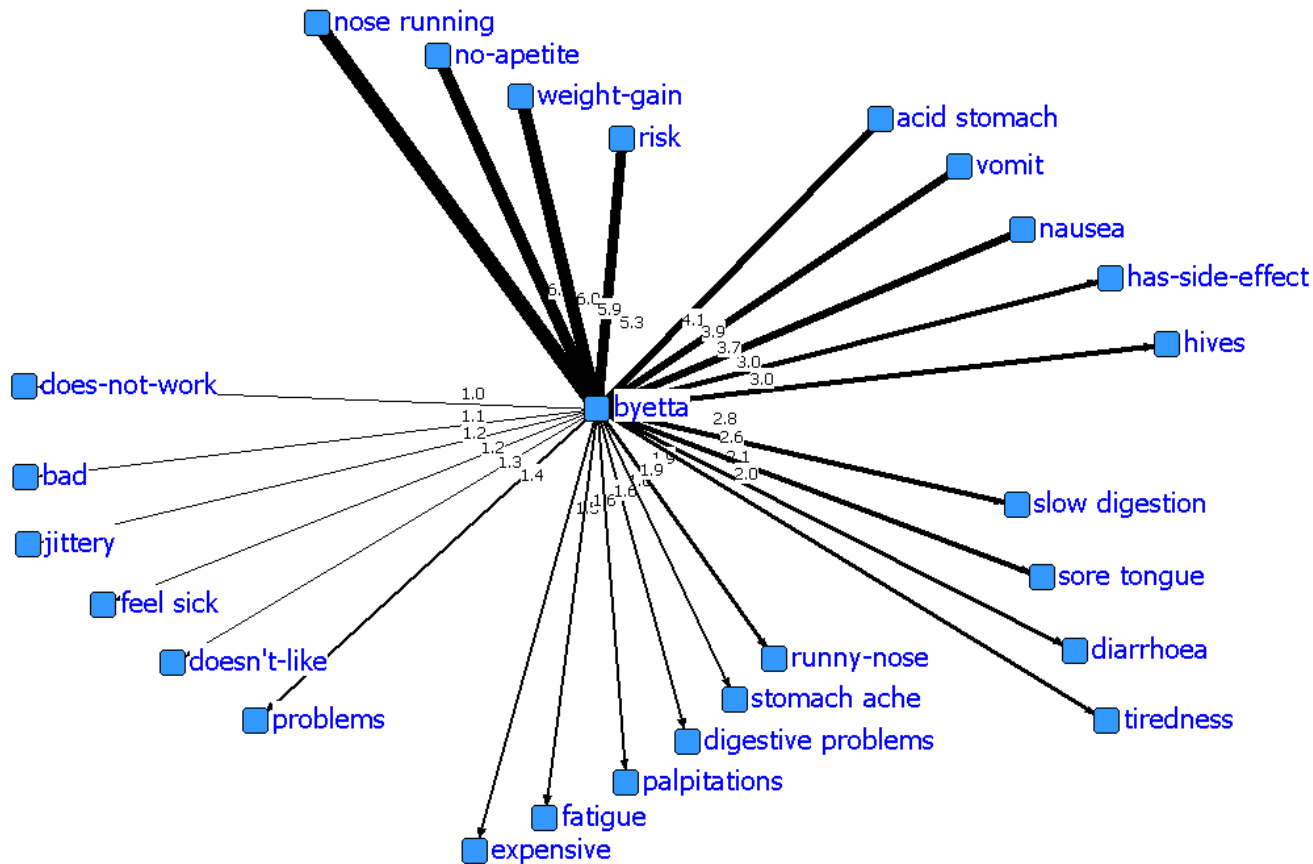 nose running
no-apetite
weight-gain
risk
acid stomach
vomit
nausea
has-side-effect
hives
6.0
5.9
5.3
4.1
3.9
3.7
3.0
3.0
does-not-work
1.0
byetta
1.1
1.2
1.2
1.3
1.4
2.8
2.6
2.1
2.0
1.9
1.9
1.6
1.6
1.5
bad
jittery
feel sick
doesn't-like
problems
slow digestion
sore tongue
diarrhoea
tiredness
runny-nose
stomach ache
digestive problems
palpitations
fatigue
expensive